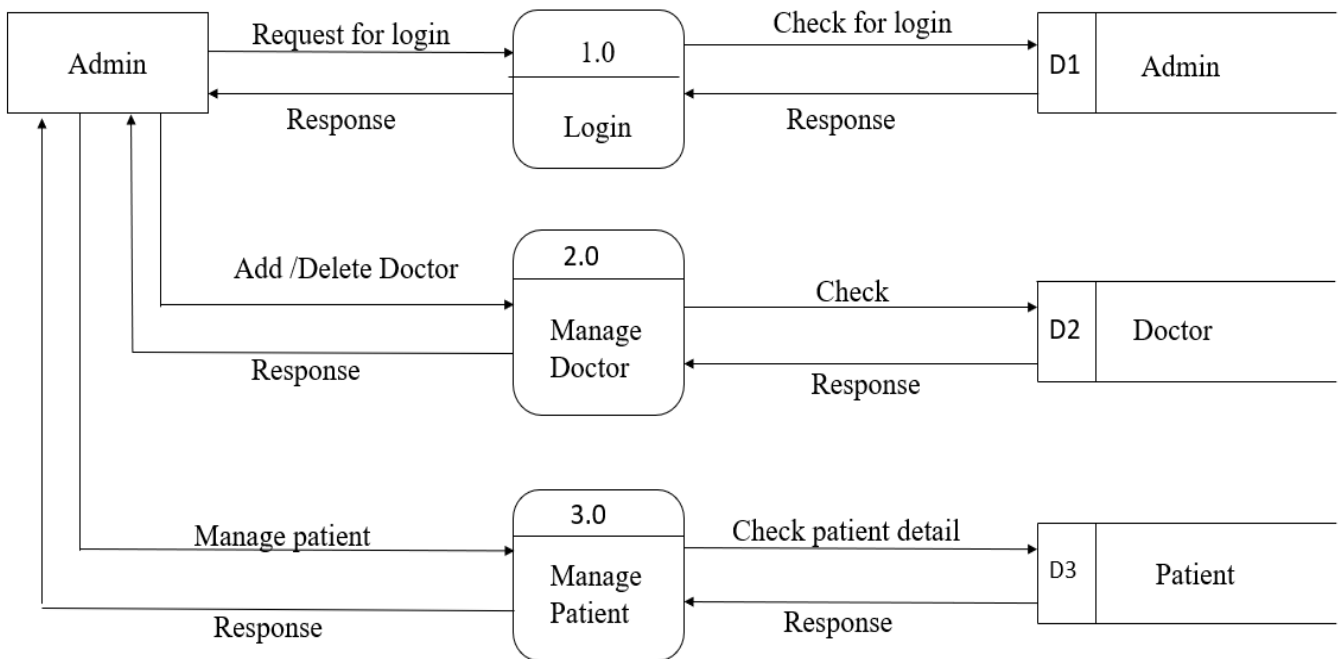 Request for login
1.0
Check for login
Admin
D1
Admin
Response
Login
Response
Add /Delete Doctor
2.0
Check
Manage
Doctor
D2
Doctor
Response
Response
3.0
Manage patient
Check patient detail
Manage
Patient
D3
Patient
Response
Response